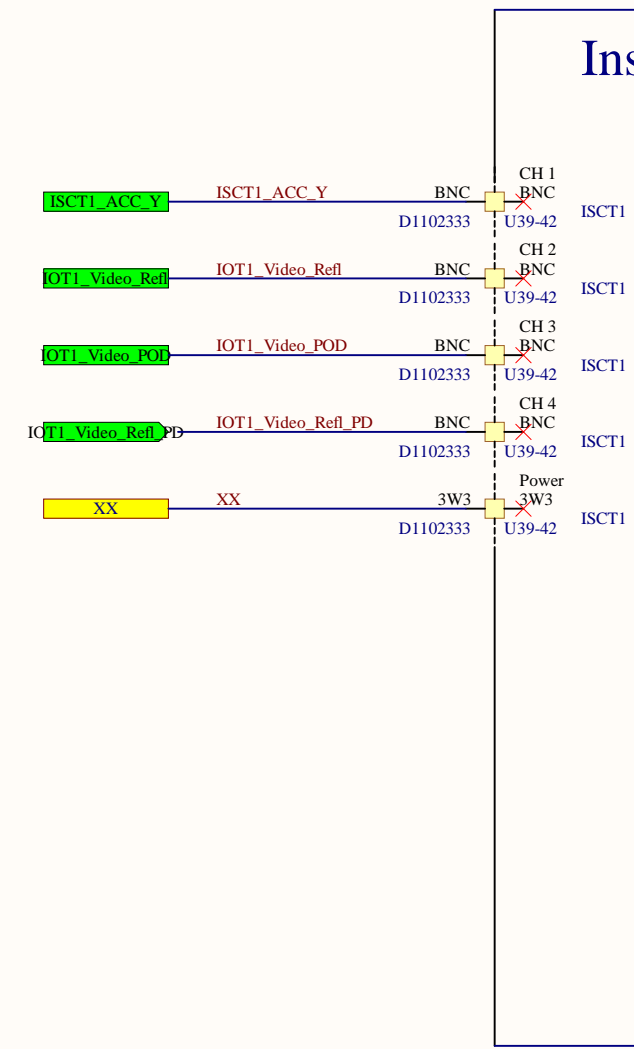 Ins
CH 1
ISCT1_ACC_Y ISCT1_ACC_Y BNC BNC
D1102333 U39-42 ISCT1
CH 2
IOT1_Video_Refl IOT1_Video_Refl BNC BNC
D1102333 U39-42 ISCT1
CH 3
IOT1_Video_POD IOT1_Video_POD BNC BNC
D1102333 U39-42 ISCT1
CH 4
IOT1_Video_Refl_PD IOT1_Video_Refl_PD BNC BNC
D1102333 U39-42 ISCT1
Power
XX XX 3W3 3W3
D1102333 U39-42 ISCT1